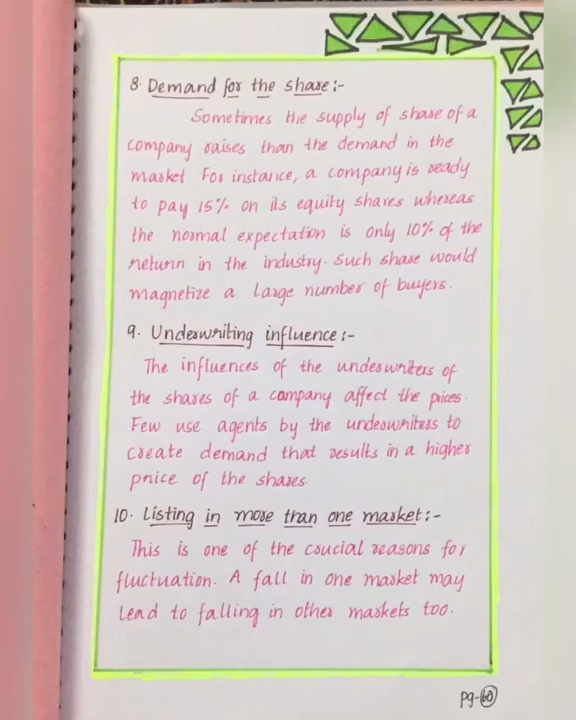 8. Demand for the share:-
Sometimes the supply of share of a
company raises than the demand in the
market. For instance, a company is ready
to pay 15% on its equity shares whereas
the normal expectation is only 10% of the
return in the industry. Such share would
magnetize a large number of buyers.
9. Underwriting influence:-
The influences of the underwriters of
the shares of a company affect the prices.
Few use agents by the underwriters to
create demand that results in a higher
price of the shares.
10. Listing in more than one market:-
This is one of the crucial reasons for
fluctuation. A fall in one market may
lead to falling in other markets too.
pg-60